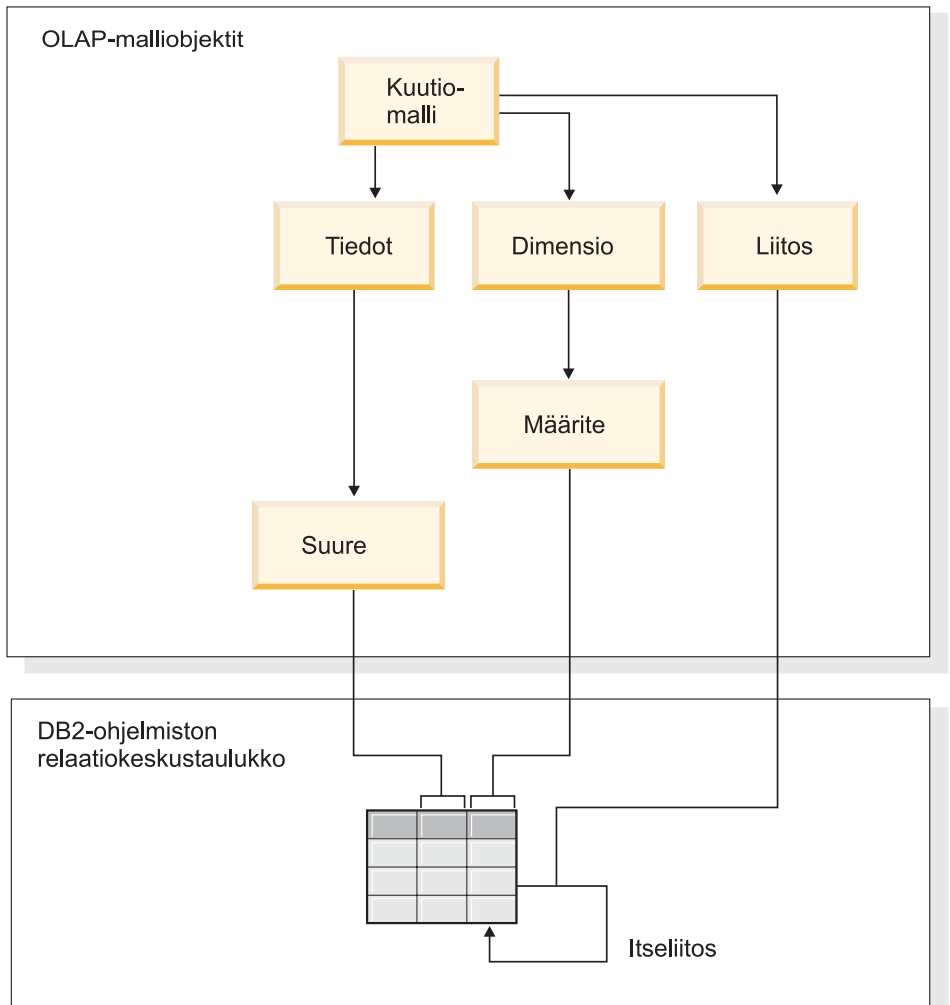 OLAP-malliobjektit
Kuutio-
malli
Tiedot
Dimensio
Liitos
Määrite
Suure
DB2-ohjelmiston
relaatiokeskustaulukko
Itseliitos